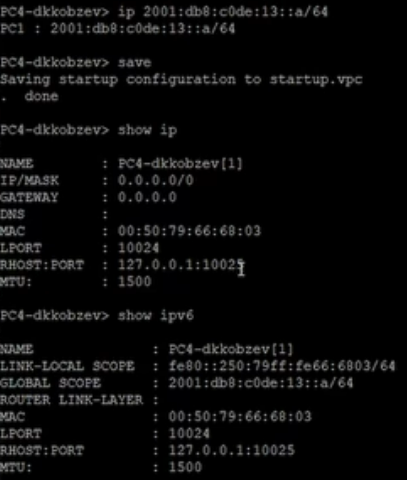 PC4-dkkobzev> ip 2001:db8:c0de:13::a/64
PC1 : 2001:db8:c0de:13::a/64
PC4-dkkobzev> save
Saving startup configuration to startup.vpc
.  done
PC4-dkkobzev> show ip
NAME        : PC4-dkkobzev[1]
IP/MASK     : 0.0.0.0/0
GATEWAY     : 0.0.0.0
DNS         :
MAC         : 00:50:79:66:68:03
LPORT       : 10024
RHOST:PORT  : 127.0.0.1:10025
MTU:        : 1500
PC4-dkkobzev> show ipv6
NAME              : PC4-dkkobzev[1]
LINK-LOCAL SCOPE  : fe80::250:79ff:fe66:6803/64
GLOBAL SCOPE      : 2001:db8:c0de:13::a/64
ROUTER LINK-LAYER :
MAC               : 00:50:79:66:68:03
LPORT             : 10024
RHOST:PORT        : 127.0.0.1:10025
MTU:              : 1500